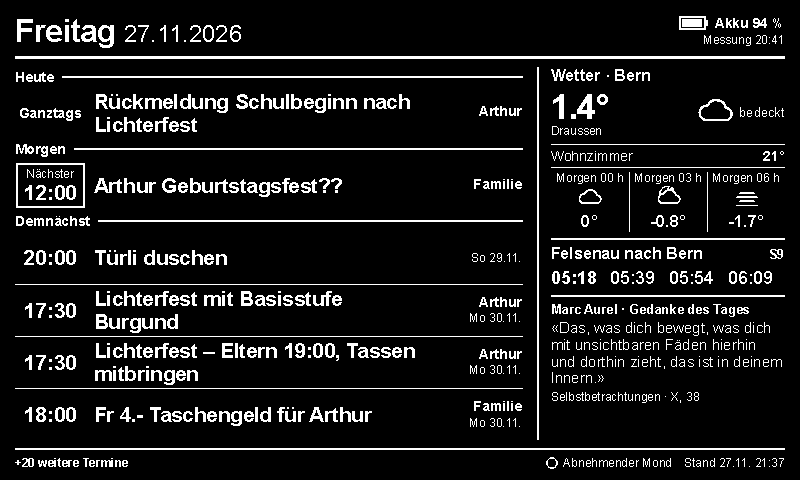 Freitag 27.11.2026
Akku 94 %
Messung 20:41
Heute
Ganztags
Rückmeldung Schulbeginn nach
Lichterfest
Arthur
Morgen
Nächster
12:00
Arthur Geburtstagsfest??
Familie
Demnächst
20:00
Türli duschen
So 29.11.
17:30
Lichterfest mit Basisstufe
Burgund
Arthur
Mo 30.11.
17:30
Lichterfest – Eltern 19:00, Tassen
mitbringen
Arthur
Mo 30.11.
18:00
Fr 4.- Taschengeld für Arthur
Familie
Mo 30.11.
Wetter · Bern
1.4°
Draussen
bedeckt
Wohnzimmer 21°
Morgen 00 h Morgen 03 h Morgen 06 h
0° -0.8° -1.7°
Felsenau nach Bern S9
05:18 05:39 05:54 06:09
Marc Aurel · Gedanke des Tages
«Das, was dich bewegt, was dich
mit unsichtbaren Fäden hierhin
und dorthin zieht, das ist in deinem
Innern.»
Selbstbetrachtungen · X, 38
+20 weitere Termine
Abnehmender Mond Stand 27.11. 21:37